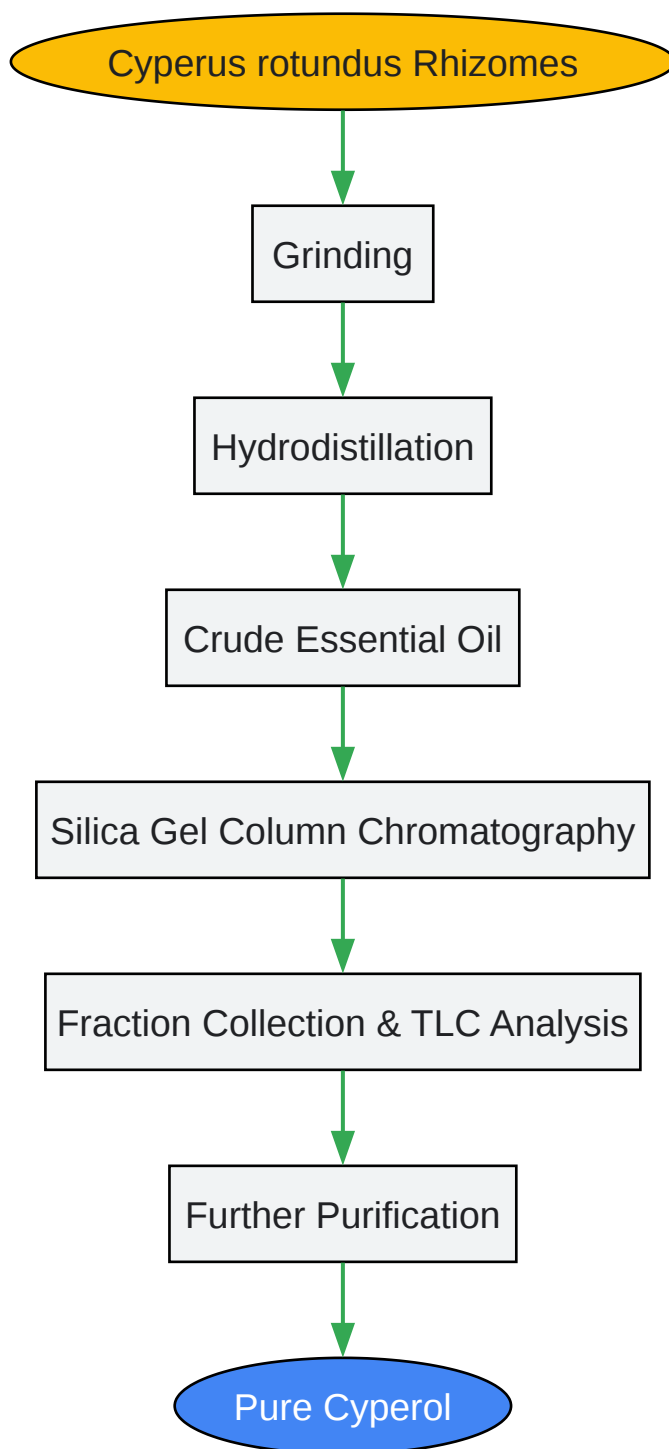 Cyperus rotundus Rhizomes
Grinding
Hydrodistillation
Crude Essential Oil
Silica Gel Column Chromatography
Fraction Collection & TLC Analysis
Further Purification
Pure Cyperol